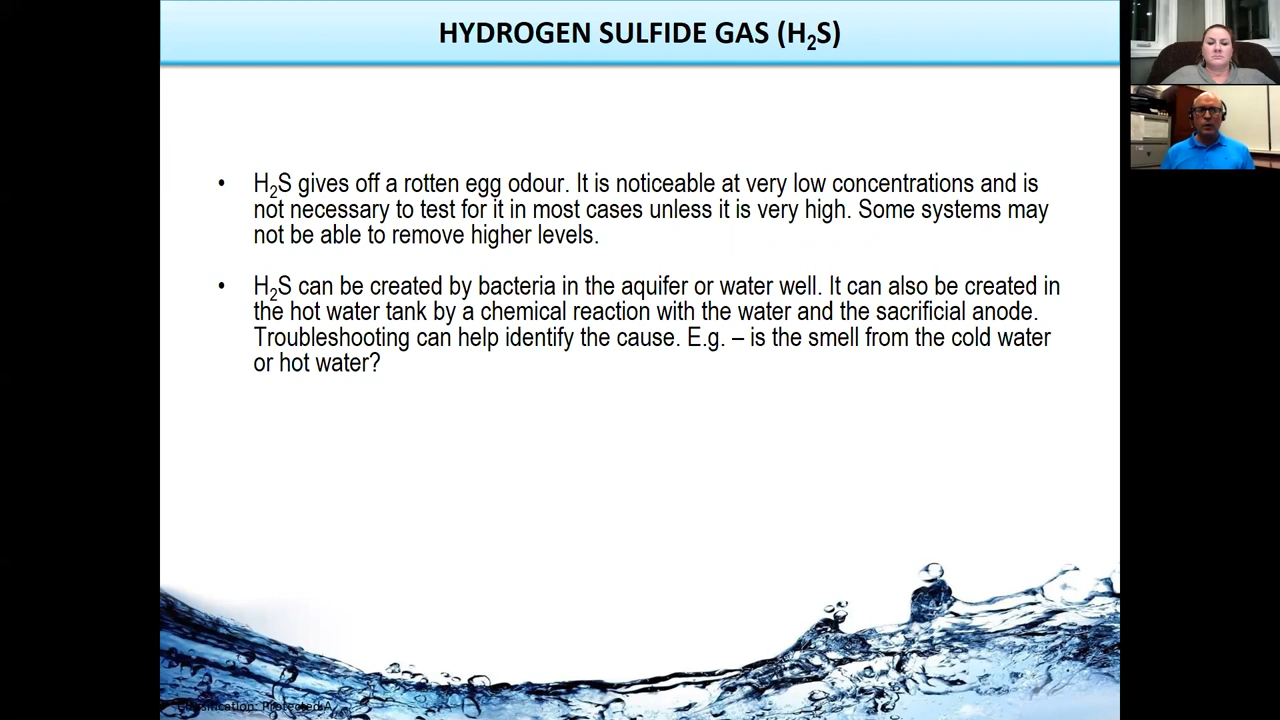 HYDROGEN SULFIDE GAS (H₂S)
• H₂S gives off a rotten egg odour. It is noticeable at very low concentrations and is
not necessary to test for it in most cases unless it is very high. Some systems may
not be able to remove higher levels.
• H₂S can be created by bacteria in the aquifer or water well. It can also be created in
the hot water tank by a chemical reaction with the water and the sacrificial anode.
Troubleshooting can help identify the cause. E.g. – is the smell from the cold water
or hot water?
Classification: Protected A